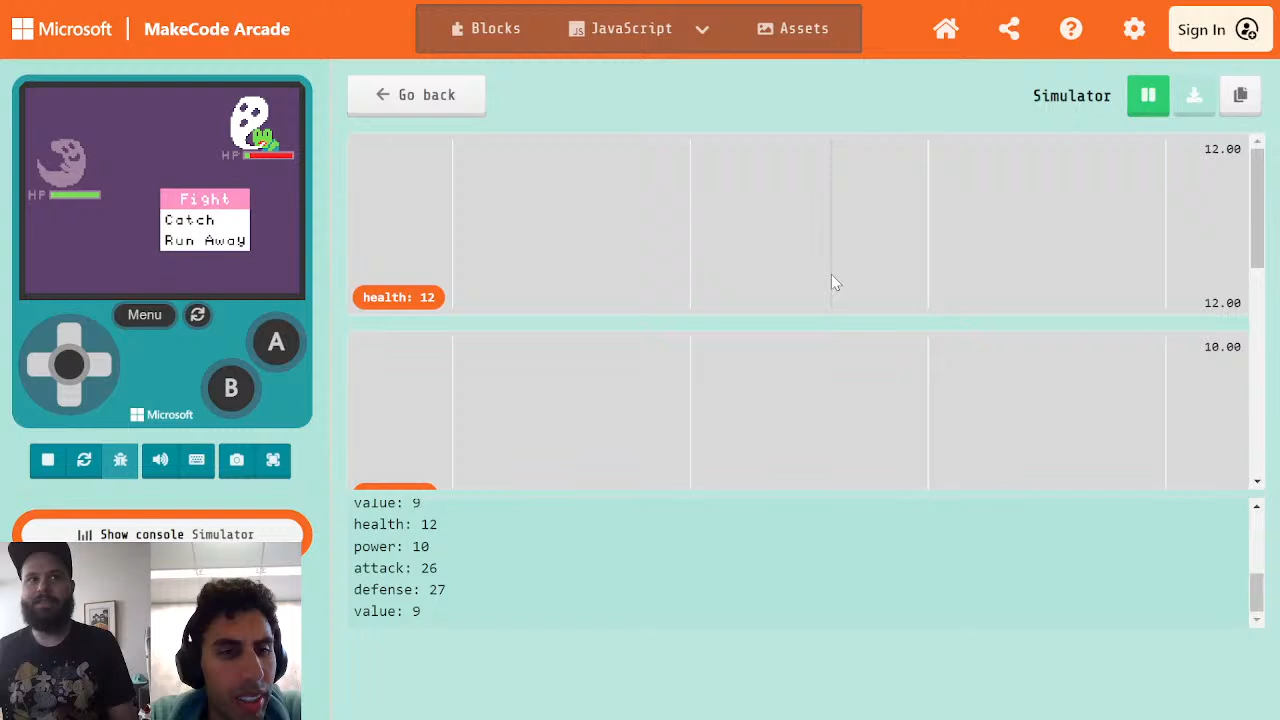 Microsoft
MakeCode Arcade
Blocks
JavaScript
Assets
Sign In
HP
HP
Fight
Catch
Run Away
Menu
A
B
Microsoft
Show console Simulator
Go back
Simulator
12.00
12.00
health: 12
10.00
value: 9
health: 12
power: 10
attack: 26
defense: 27
value: 9